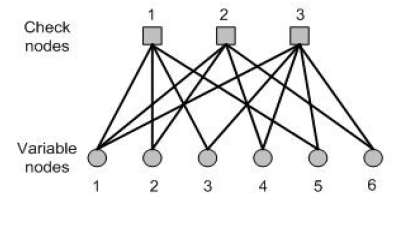 1 2 3
Check
nodes
Variable
nodes
1 2 3 4 5 6